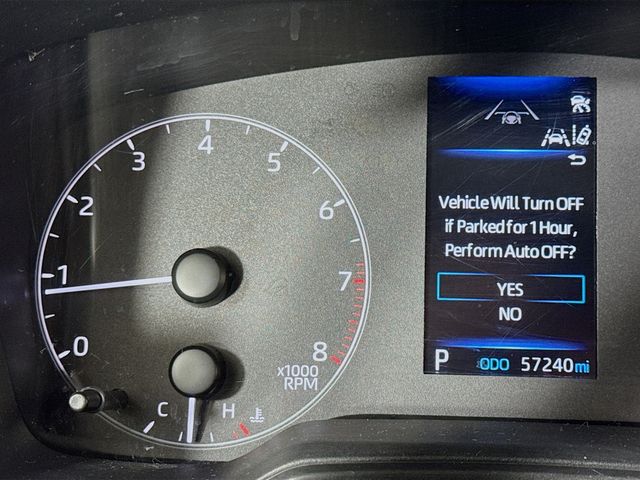 0
1
2
3
4
5
6
7
8
x1000
RPM
C H
Vehicle Will Turn OFF
if Parked for 1 Hour,
Perform Auto OFF?
YES
NO
P ODO 57240 mi